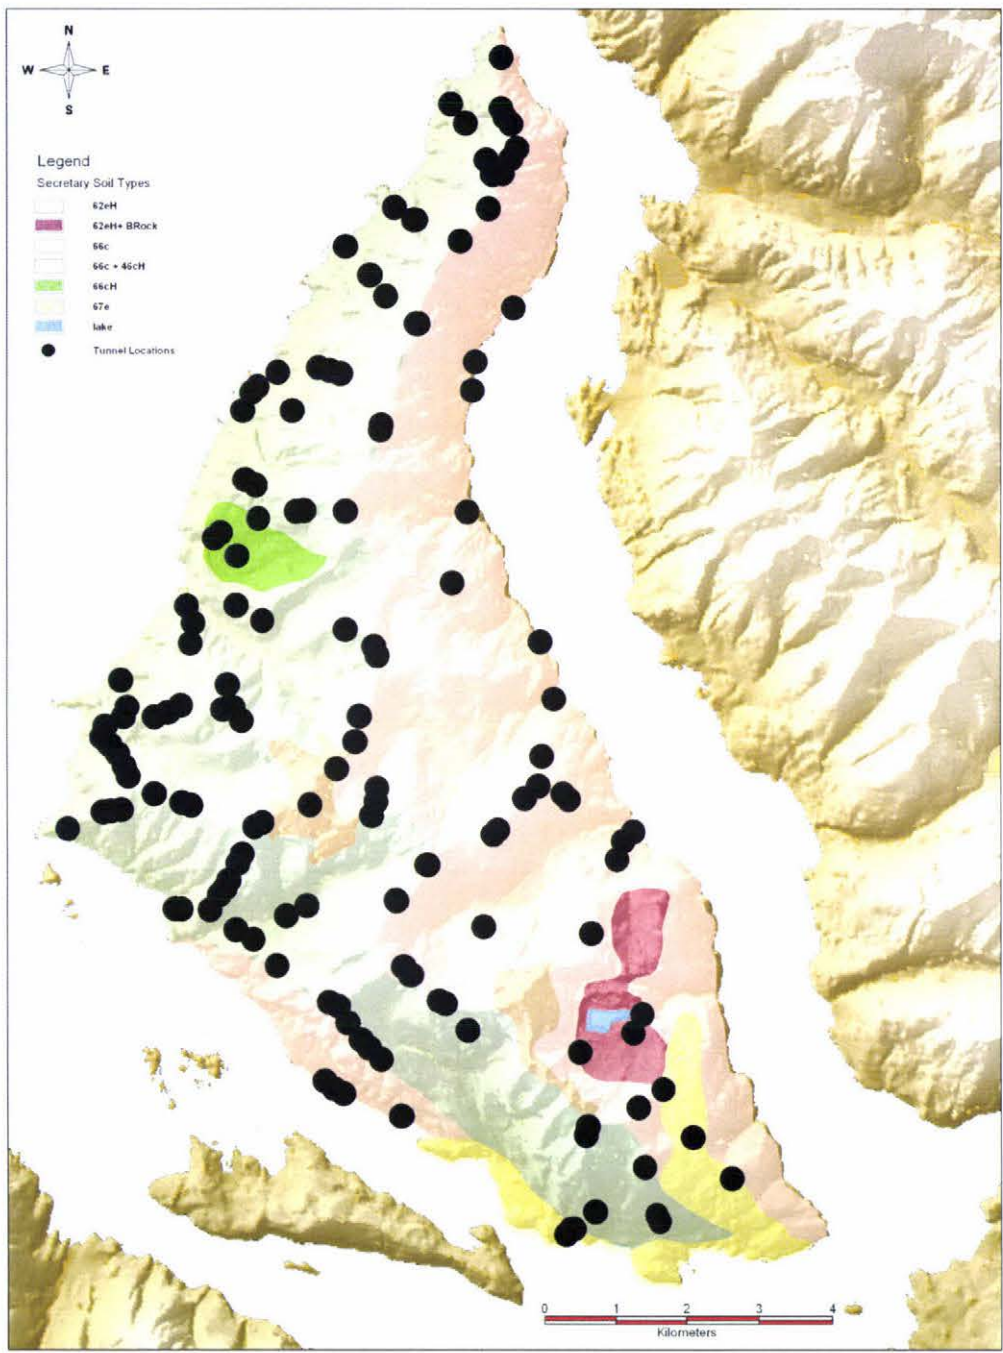 N
W E
S
Legend
Secretary Soil Types
62eH
62eH+ BRock
66c
66c + 46cH
66cH
67e
lake
Tunnel Locations
0 1 2 3 4
Kilometers